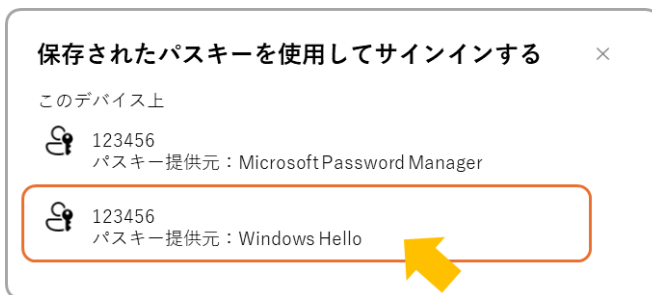 保存されたパスキーを使用してサインインする
このデバイス上
123456
パスキー提供元：Microsoft Password Manager
123456
パスキー提供元：Windows Hello